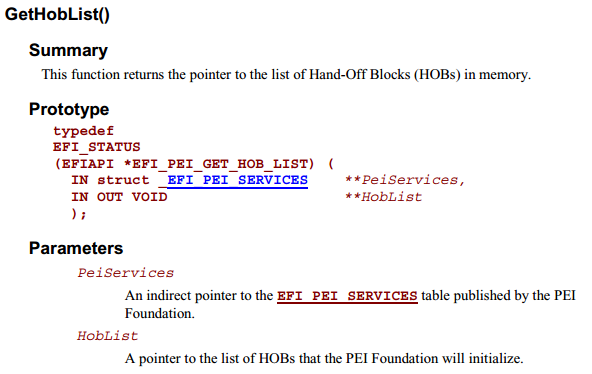 GetHobList()
Summary
This function returns the pointer to the list of Hand-Off Blocks (HOBs) in memory.
Prototype
typedef
EFI_STATUS
(EFIAPI *EFI_PEI_GET_HOB_LIST) (
IN struct _EFI_PEI_SERVICES **PeiServices,
IN OUT VOID **HobList
);
Parameters
PeiServices
An indirect pointer to the EFI_PEI_SERVICES table published by the PEI
Foundation.
HobList
A pointer to the list of HOBs that the PEI Foundation will initialize.